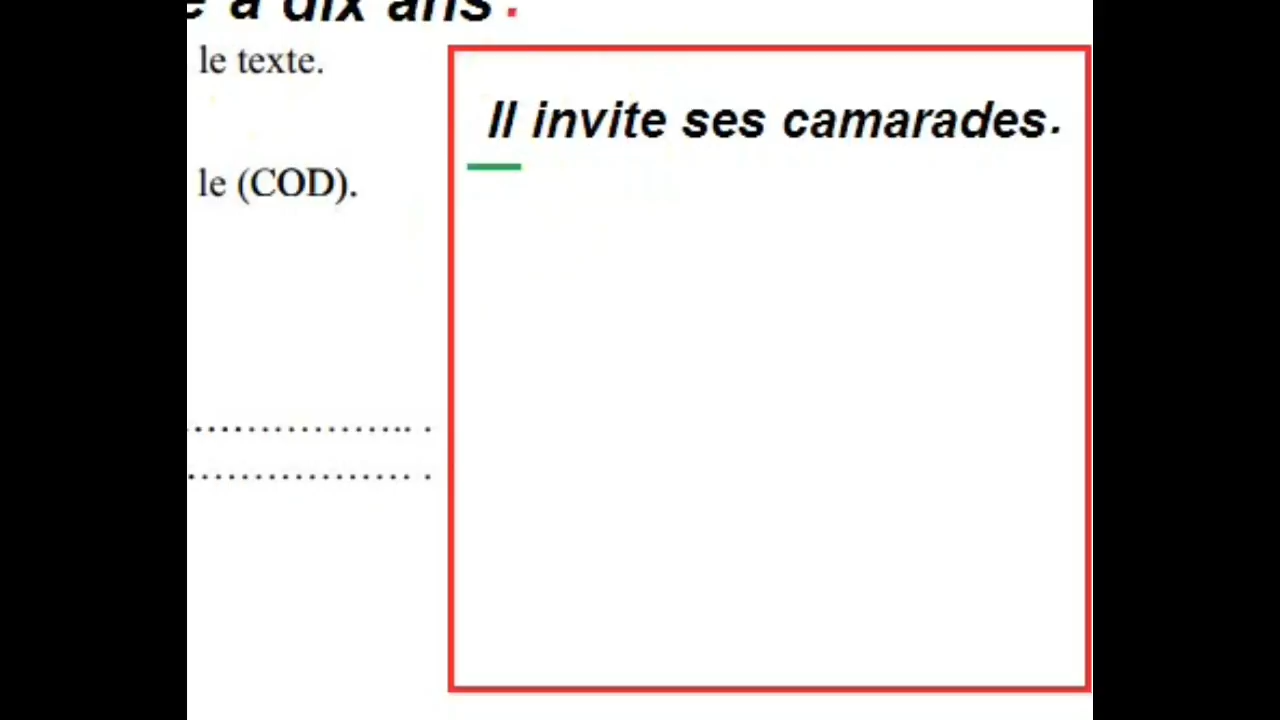 a dix ans.
le texte.
Il invite ses camarades.
le (COD).
………………….. .
………………. .